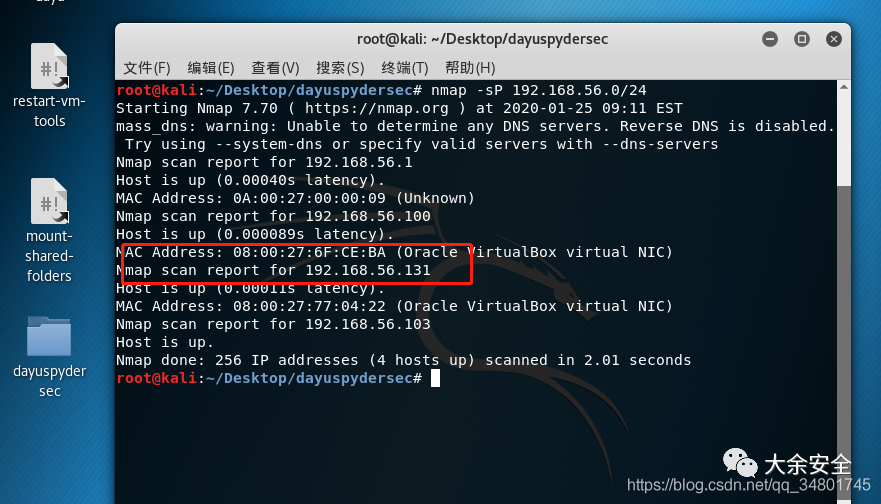 dayu
restart-vm-
tools
mount-
shared-
folders
dayuspyder
sec
root@kali: ~/Desktop/dayuspydersec
文件(F) 编辑(E) 查看(V) 搜索(S) 终端(T) 帮助(H)
root@kali:~/Desktop/dayuspydersec# nmap -sP 192.168.56.0/24
Starting Nmap 7.70 ( https://nmap.org ) at 2020-01-25 09:11 EST
mass_dns: warning: Unable to determine any DNS servers. Reverse DNS is disabled.
Try using --system-dns or specify valid servers with --dns-servers
Nmap scan report for 192.168.56.1
Host is up (0.00040s latency).
MAC Address: 0A:00:27:00:00:09 (Unknown)
Nmap scan report for 192.168.56.100
Host is up (0.000089s latency).
MAC Address: 08:00:27:6F:CE:BA (Oracle VirtualBox virtual NIC)
Nmap scan report for 192.168.56.131
Host is up (0.00011s latency).
MAC Address: 08:00:27:77:04:22 (Oracle VirtualBox virtual NIC)
Nmap scan report for 192.168.56.103
Host is up.
Nmap done: 256 IP addresses (4 hosts up) scanned in 2.01 seconds
root@kali:~/Desktop/dayuspydersec#
大余安全
https://blog.csdn.net/qq_34801745